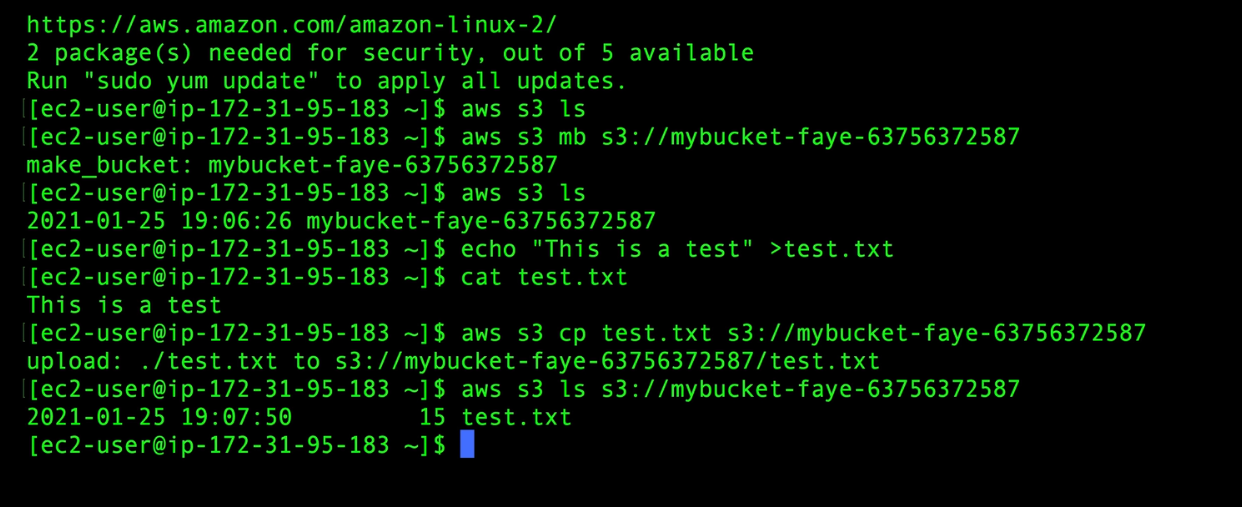 https://aws.amazon.com/amazon-linux-2/
2 package(s) needed for security, out of 5 available
Run "sudo yum update" to apply all updates.
[[ec2-user@ip-172-31-95-183 ~]$ aws s3 ls
[[ec2-user@ip-172-31-95-183 ~]$ aws s3 mb s3://mybucket-faye-63756372587
make_bucket: mybucket-faye-63756372587
[[ec2-user@ip-172-31-95-183 ~]$ aws s3 ls
2021-01-25 19:06:26 mybucket-faye-63756372587
[[ec2-user@ip-172-31-95-183 ~]$ echo "This is a test" >test.txt
[[ec2-user@ip-172-31-95-183 ~]$ cat test.txt
This is a test
[[ec2-user@ip-172-31-95-183 ~]$ aws s3 cp test.txt s3://mybucket-faye-63756372587
upload: ./test.txt to s3://mybucket-faye-63756372587/test.txt
[[ec2-user@ip-172-31-95-183 ~]$ aws s3 ls s3://mybucket-faye-63756372587
2021-01-25 19:07:50         15 test.txt
[ec2-user@ip-172-31-95-183 ~]$